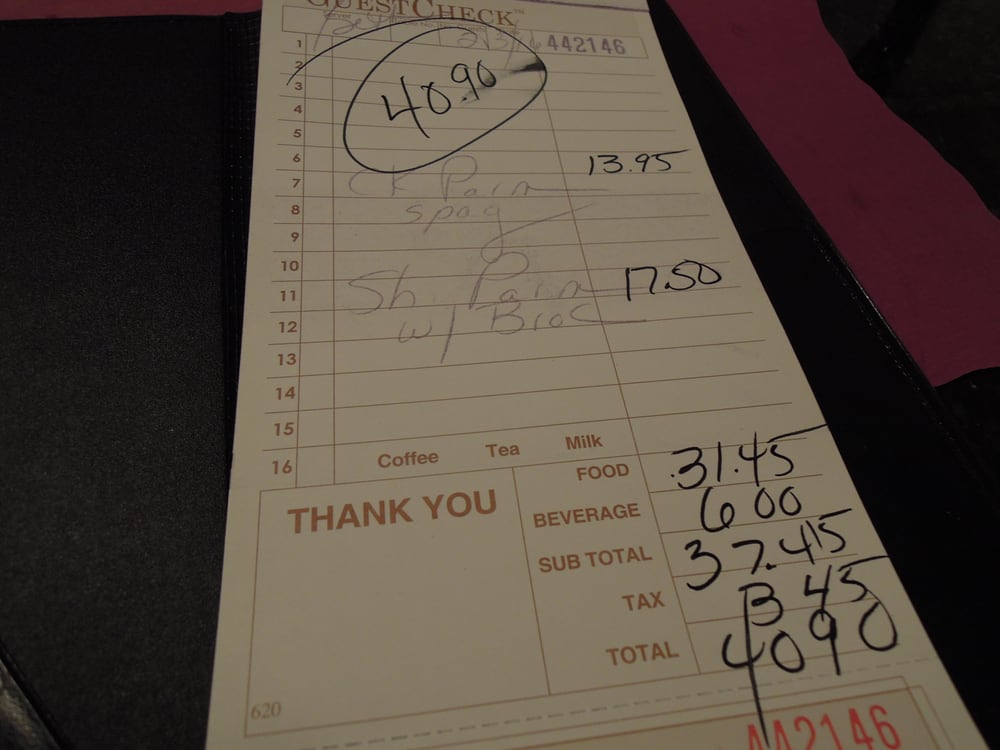 GUESTCHECK™
442146
1
2
40.90
3
4
5
6 13.95
7 CK Parm
8 spag
9
10
11 Sh Parm 17.50
12 w/ Broc
13
14
15
16 Coffee Tea Milk
THANK YOU
FOOD 31.45
BEVERAGE 6 00
SUB TOTAL 37.45
TAX 3 45
TOTAL 40 90
620
442146